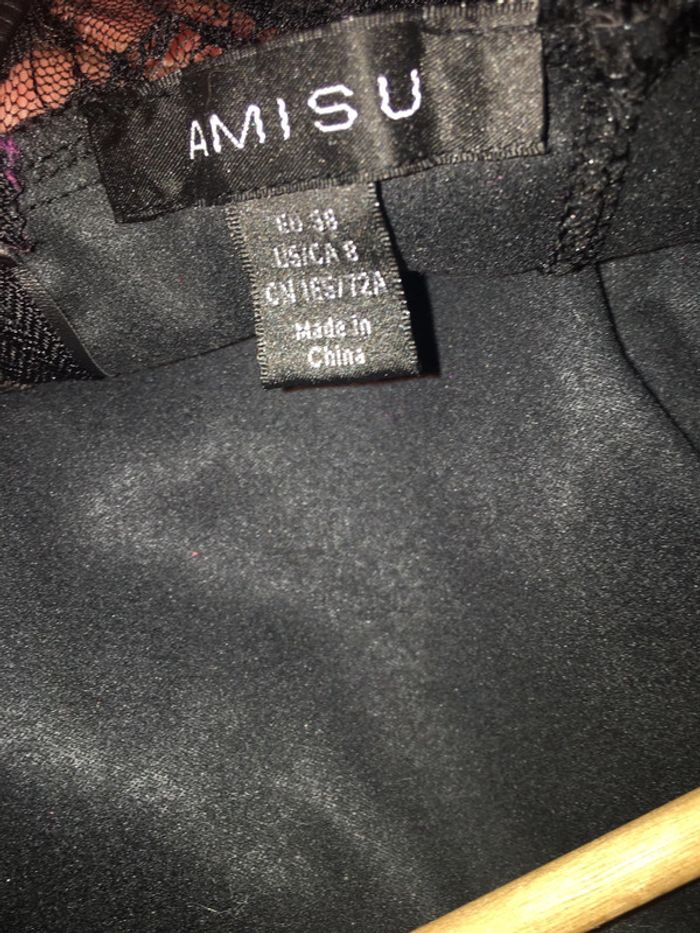 AMISU
EU 38
US/CA 8
CN 165/72A
Made in
China